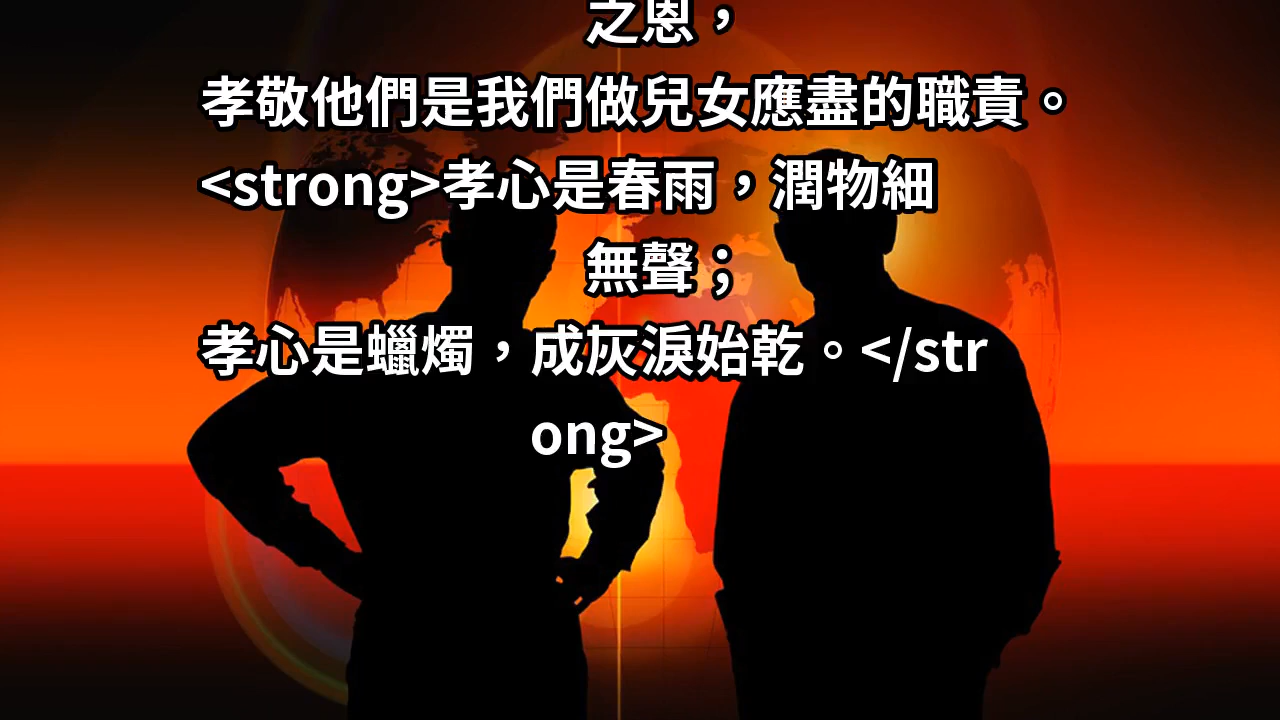 之恩，
孝敬他們是我們做兒女應盡的職責。
<strong>孝心是春雨，潤物細
無聲；
孝心是蠟燭，成灰淚始乾。</str
ong>